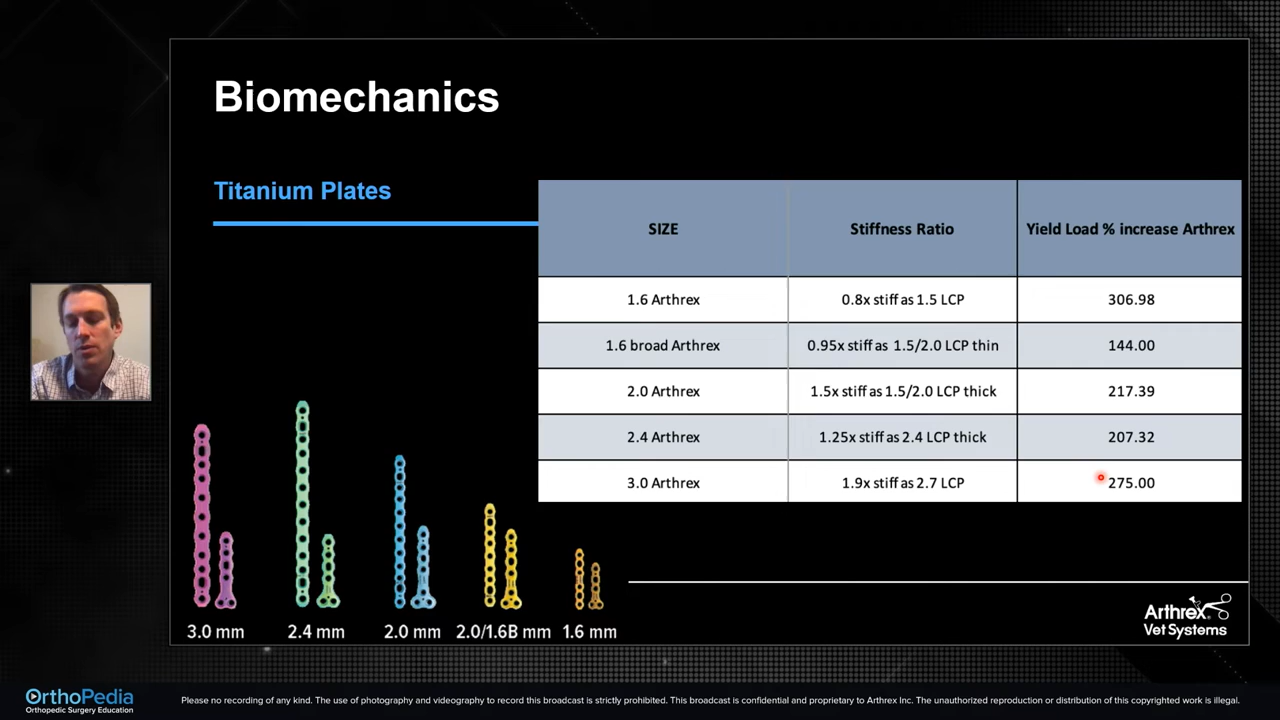 Biomechanics
Titanium Plates
SIZE Stiffness Ratio Yield Load % increase Arthrex
1.6 Arthrex 0.8x stiff as 1.5 LCP 306.98
1.6 broad Arthrex 0.95x stiff as 1.5/2.0 LCP thin 144.00
2.0 Arthrex 1.5x stiff as 1.5/2.0 LCP thick 217.39
2.4 Arthrex 1.25x stiff as 2.4 LCP thick 207.32
3.0 Arthrex 1.9x stiff as 2.7 LCP 275.00
3.0 mm 2.4 mm 2.0 mm 2.0/1.6B mm 1.6 mm
Arthrex
Vet Systems
OrthoPedia
Orthopedic Surgery Education
Please no recording of any kind. The use of photography and videography to record this broadcast is strictly prohibited. This broadcast is confidential and proprietary to Arthrex Inc. The unauthorized reproduction or distribution of this copyrighted work is illegal.